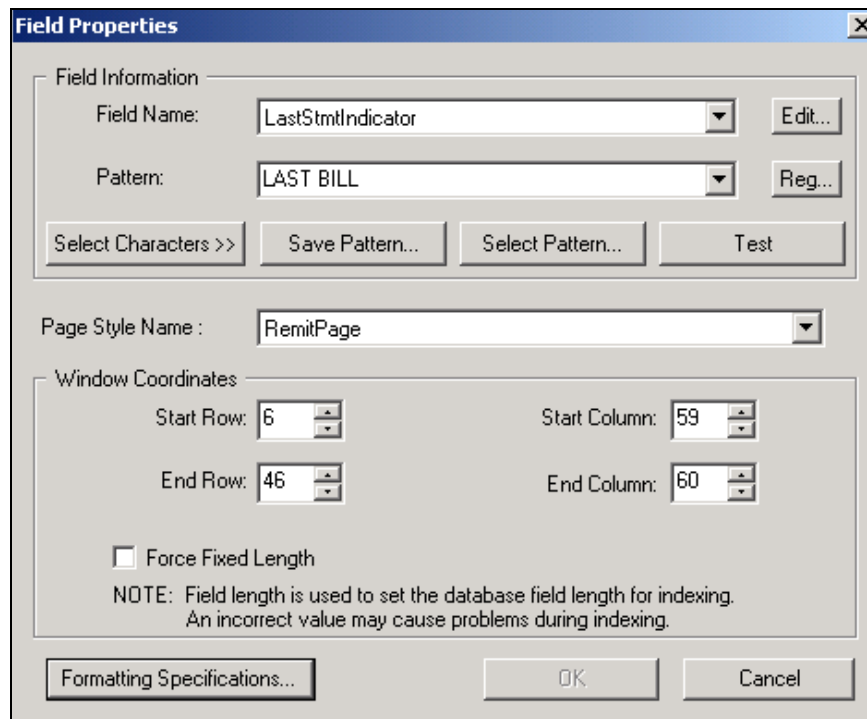 Field Properties
Field Information
Field Name: LastStmtIndicator Edit...
Pattern: LAST BILL Reg...
Select Characters >> Save Pattern... Select Pattern... Test
Page Style Name : RemitPage
Window Coordinates
Start Row: 6 Start Column: 59
End Row: 46 End Column: 60
Force Fixed Length
NOTE: Field length is used to set the database field length for indexing.
An incorrect value may cause problems during indexing.
Formatting Specifications... OK Cancel